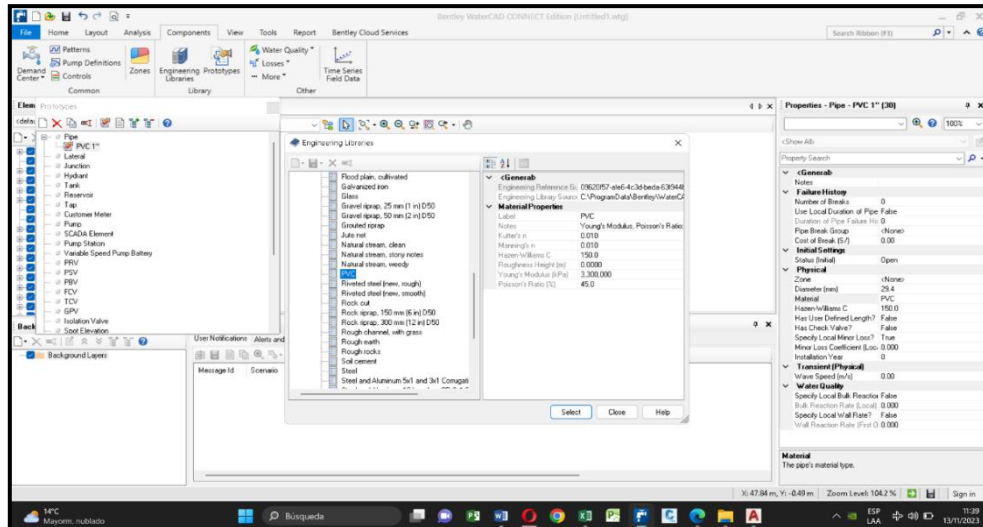 Bentley WaterCAD CONNECT Edition [Untitled1.wtg]
File Home Layout Analysis Components View Tools Report Bentley Cloud Services
Search Ribbon (F3)
Demand Center
Patterns
Pump Definitions
Controls
Common
Zones
Engineering Libraries
Prototypes
Library
Water Quality
Losses
More
Other
Time Series Field Data
Prototypes
Pipe
PVC 1"
Lateral
Junction
Hydrant
Tank
Reservoir
Tap
Customer Meter
Pump
SCADA Element
Pump Station
Variable Speed Pump Battery
PRV
PSV
PBV
FCV
TCV
GPV
Isolation Valve
Spot Elevation
Background Layers
User Notifications
Message Id Scenario
Engineering Libraries
Flood plain, cultivated
Galvanized iron
Glass
Gravel riprap, 25 mm (1 in) D50
Gravel riprap, 50 mm (2 in) D50
Grouted riprap
Jute net
Natural stream, clean
Natural stream, stony notes
Natural stream, weedy
PVC
Riveted steel (new, rough)
Riveted steel (new, smooth)
Rock cut
Rock riprap, 150 mm (6 in) D50
Rock riprap, 300 mm (12 in) D50
Rough channel, with grass
Rough earth
Rough rocks
Soil cement
Steel
Steel and Aluminum 5x1 and 3x1 Corrugati
<General>
Engineering Library Source
Material Properties
Label PVC
Notes Young's Modulus, Poisson's Ratio:
Kutter's n 0.010
Manning's n 0.010
Hazen-Williams C 150.0
Roughness Height (m) 0.0000
Young's Modulus (kPa) 3,300,000
Poisson's Ratio (%) 45.0
Select Close Help
Properties - Pipe - PVC 1" (30)
100%
<Show All>
Property Search
<General>
Notes
Failure History
Number of Breaks 0
Use Local Duration of Pipe False
Duration of Pipe Failure Hi 0
Pipe Break Group <None>
Cost of Break (S/.) 0.00
Initial Settings
Status (Initial) Open
Physical
Zone <None>
Diameter (mm) 29.4
Material PVC
Hazen-Williams C 150.0
Has User Defined Length? False
Has Check Valve? False
Specify Local Minor Loss? True
Minor Loss Coefficient (Loc 0.000
Installation Year 0
Transient (Physical)
Wave Speed (m/s) 0.00
Water Quality
Specify Local Bulk Reaction False
Bulk Reaction Rate (Local) 0.000
Specify Local Wall Rate? False
Wall Reaction Rate (First O 0.000
Material
The pipe's material type.
X: 47.84 m, Y: -0.49 m Zoom Level: 104.2 % Sign in
14°C
Mayorm. nublado
Búsqueda
ESP
LAA
11:39
13/11/2023